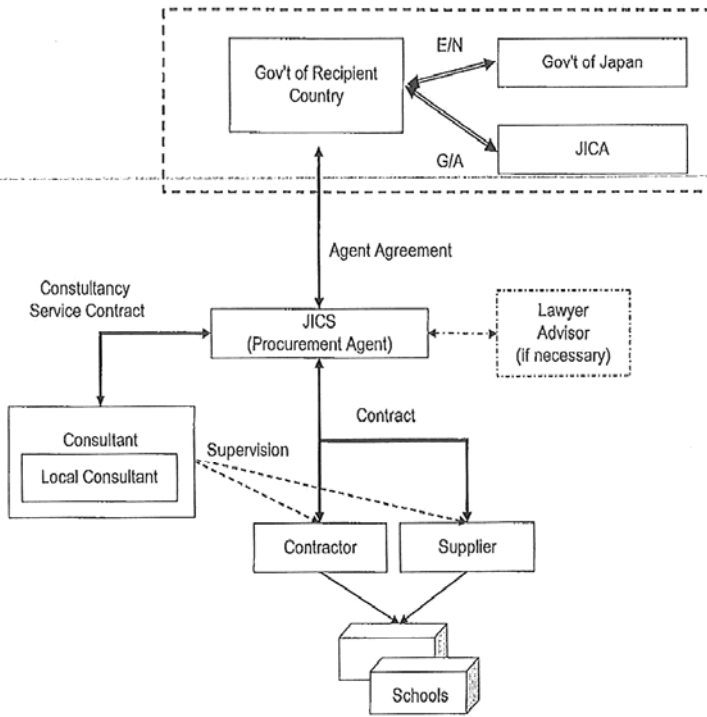 E/N
Gov't of Recipient
Country
Gov't of Japan
G/A
JICA
Agent Agreement
Constultancy
Service Contract
JICS
(Procurement Agent)
Lawyer
Advisor
(if necessary)
Contract
Consultant
Supervision
Local Consultant
Contractor
Supplier
Schools